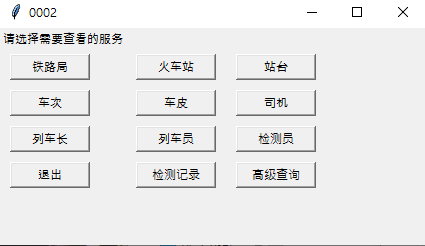 0002
请选择需要查看的服务
铁路局 火车站 站台
车次 车皮 司机
列车长 列车员 检测员
退出 检测记录 高级查询